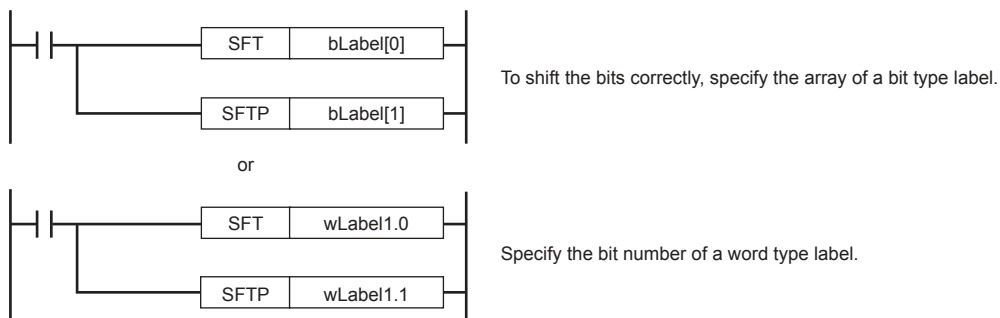 SFT bLabel[0]
To shift the bits correctly, specify the array of a bit type label.
SFTP bLabel[1]
or
SFT wLabel1.0
Specify the bit number of a word type label.
SFTP wLabel1.1